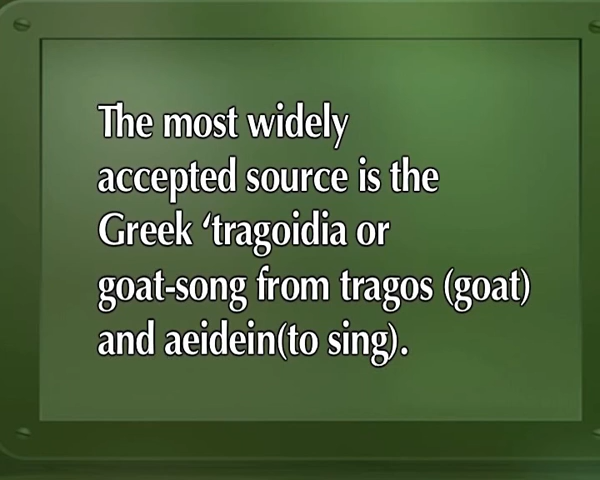 The most widely
accepted source is the
Greek ‘tragoidia or
goat-song from tragos (goat)
and aeidein(to sing).